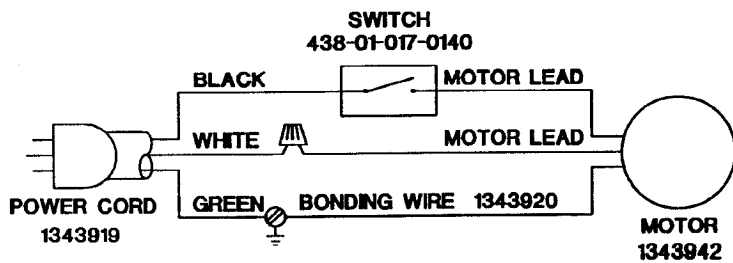 SWITCH
438-01-017-0140
BLACK
MOTOR LEAD
WHITE
MOTOR LEAD
GREEN
BONDING WIRE 1343920
POWER CORD
1343919
MOTOR
1343942